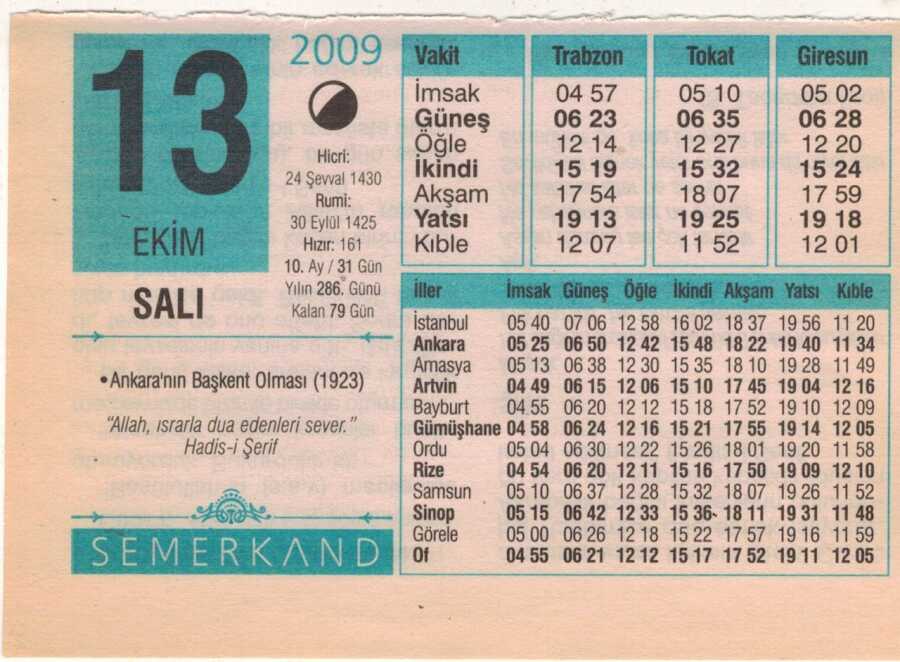 13
EKİM
SALI
2009
Hicri:
24 Şevval 1430
Rumi:
30 Eylül 1425
Hızır: 161
10. Ay / 31 Gün
Yılın 286. Günü
Kalan 79 Gün
•Ankara'nın Başkent Olması (1923)
"Allah, ısrarla dua edenleri sever."
Hadis-i Şerif
SEMERKAND
Vakit Trabzon Tokat Giresun
İmsak 04 57 05 10 05 02
Güneş 06 23 06 35 06 28
Öğle 12 14 12 27 12 20
İkindi 15 19 15 32 15 24
Akşam 17 54 18 07 17 59
Yatsı 19 13 19 25 19 18
Kıble 12 07 11 52 12 01
İller İmsak Güneş Öğle İkindi Akşam Yatsı Kıble
İstanbul 05 40 07 06 12 58 16 02 18 37 19 56 11 20
Ankara 05 25 06 50 12 42 15 48 18 22 19 40 11 34
Amasya 05 13 06 38 12 30 15 35 18 10 19 28 11 49
Artvin 04 49 06 15 12 06 15 10 17 45 19 04 12 16
Bayburt 04 55 06 20 12 12 15 18 17 52 19 10 12 09
Gümüşhane 04 58 06 24 12 16 15 21 17 55 19 14 12 05
Ordu 05 04 06 30 12 22 15 26 18 01 19 20 11 58
Rize 04 54 06 20 12 11 15 16 17 50 19 09 12 10
Samsun 05 10 06 37 12 28 15 32 18 07 19 26 11 52
Sinop 05 15 06 42 12 33 15 36 18 11 19 31 11 48
Görele 05 00 06 26 12 18 15 22 17 57 19 16 11 59
Of 04 55 06 21 12 12 15 17 17 52 19 11 12 05